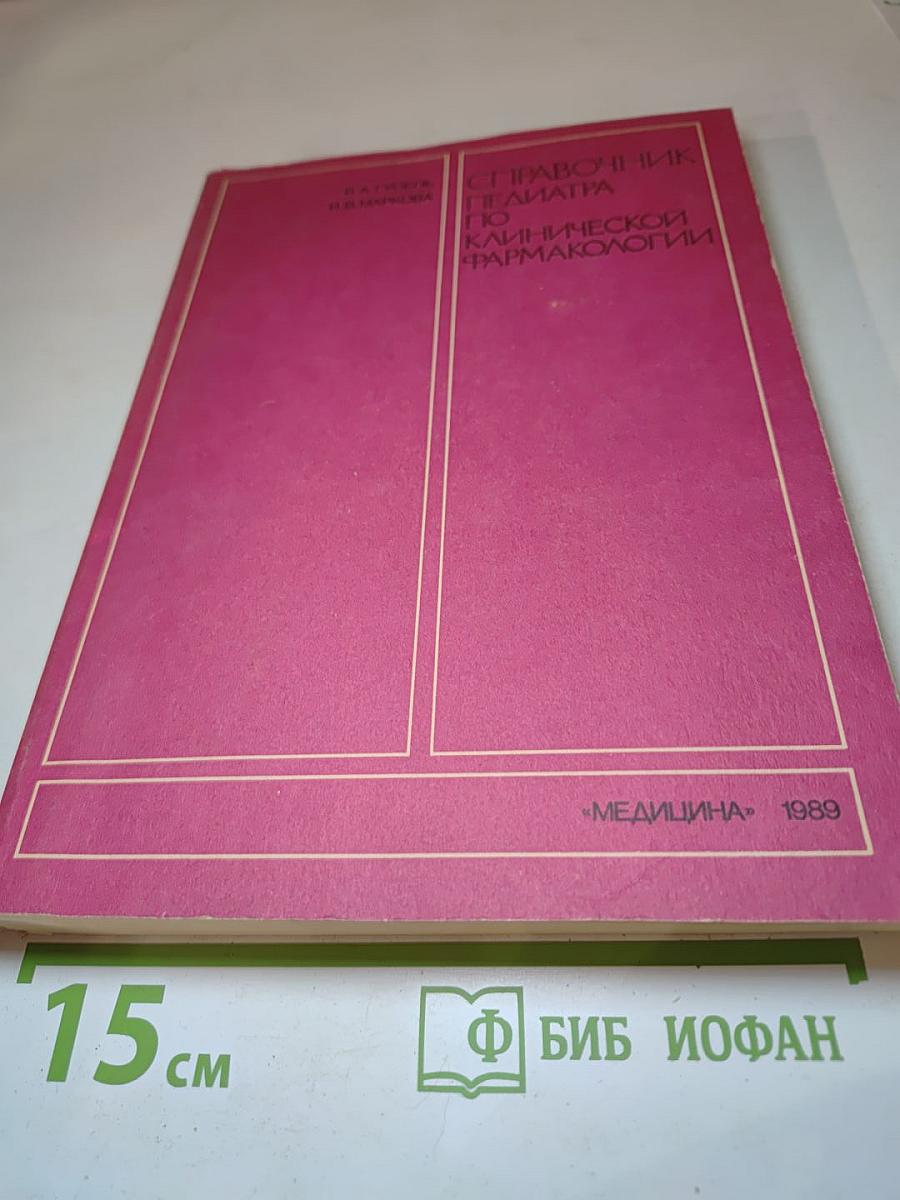 В. А. ГУСЕЛЬ
И. В. МАРКОВА
СПРАВОЧНИК
ПЕДИАТРА
ПО
КЛИНИЧЕСКОЙ
ФАРМАКОЛОГИИ
«МЕДИЦИНА» 1989
15 см
Ф БИБ ИОФАН